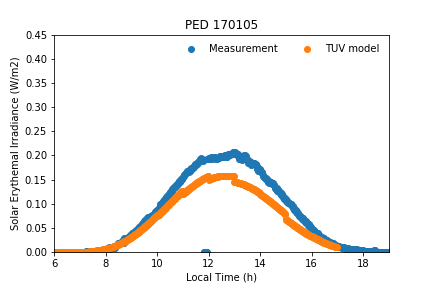 PED 170105
Measurement TUV model
Solar Erythemal Irradiance (W/m2)
0.45
0.40
0.35
0.30
0.25
0.20
0.15
0.10
0.05
0.00
6 8 10 12 14 16 18
Local Time (h)